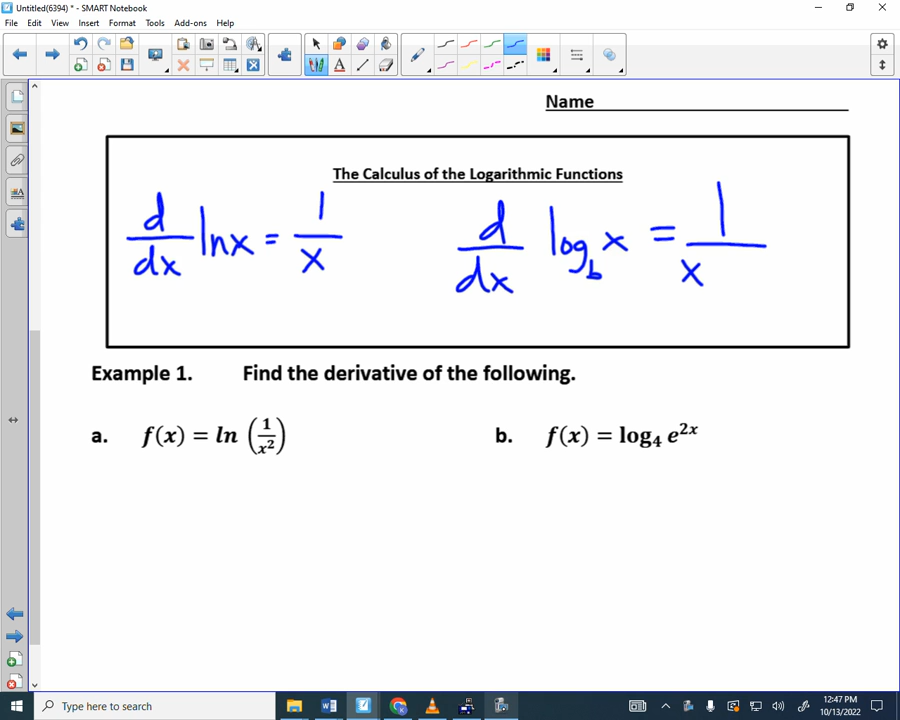 Untitled(6394) * - SMART Notebook
File Edit View Insert Format Tools Add-ons Help
Name
The Calculus of the Logarithmic Functions
d/dx lnx = 1/x
d/dx log_b x = 1/x
Example 1. Find the derivative of the following.
a. f(x) = ln (1/x²)
b. f(x) = log₄ e²ˣ
Type here to search
12:47 PM
10/13/2022